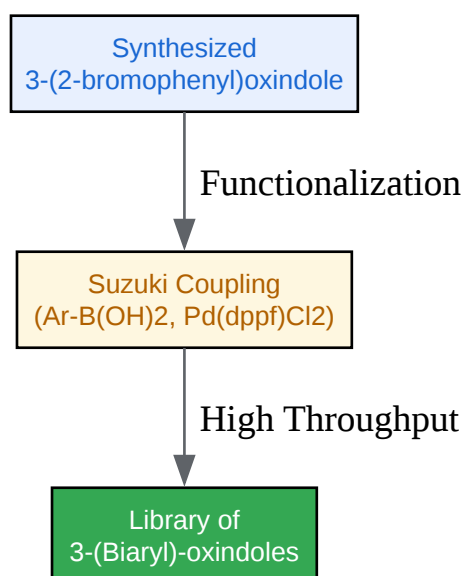 Synthesized
3-(2-bromophenyl)oxindole
Functionalization
Suzuki Coupling
(Ar-B(OH)2, Pd(dppf)Cl2)
High Throughput
Library of
3-(Biaryl)-oxindoles